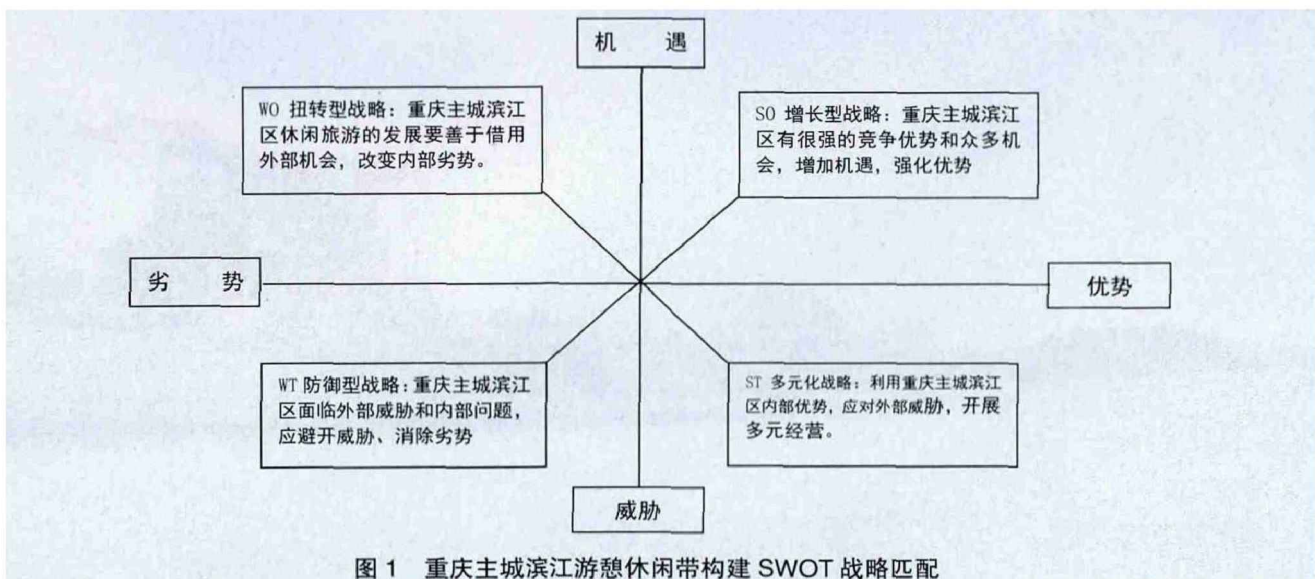 机 遇
WO 扭转型战略：重庆主城滨江
区休闲旅游的发展要善于借用
外部机会，改变内部劣势。
SO 增长型战略：重庆主城滨江
区有很强的竞争优势和众多机
会，增加机遇，强化优势
劣 势
优势
WT 防御型战略：重庆主城滨江
区面临外部威胁和内部问题，
应避开威胁、消除劣势
ST 多元化战略：利用重庆主城滨江
区内部优势，应对外部威胁，开展
多元经营。
威胁
图 1 重庆主城滨江游憩休闲带构建 SWOT 战略匹配